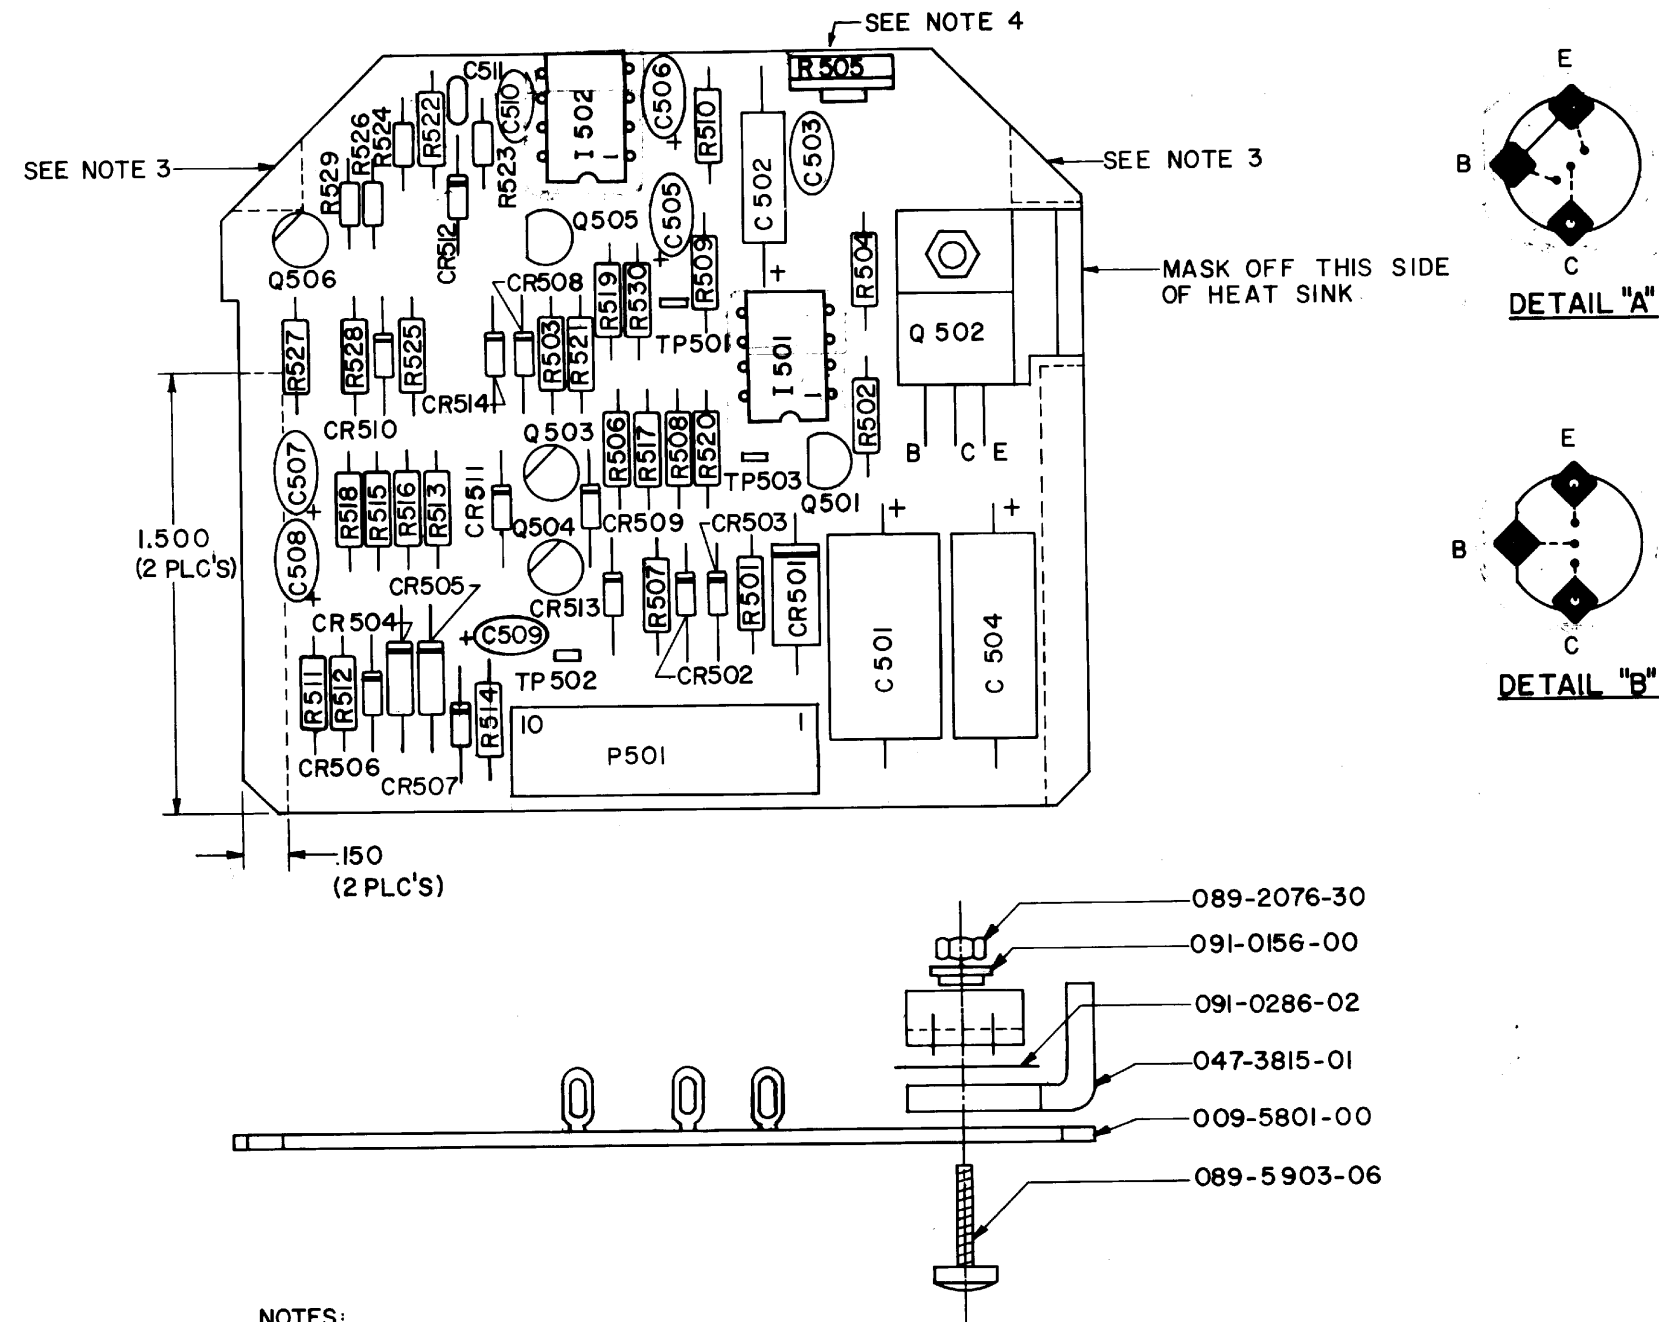 SEE NOTE 4
C511
C510
I 502
1
C506
+
R510
R505
C503
C 502
+
R522
R524
R526
R529
R523
SEE NOTE 3
SEE NOTE 3
CR512
Q505
C505
+
R509
Q506
R504
MASK OFF THIS SIDE
OF HEAT SINK
Q 502
B
C
E
CR508
R519
R530
TP501
I 501
1
R527
R528
R525
R503
R521
CR514
CR510
Q503
R506
R517
R508
R520
R502
TP503
Q501
C507
+
R518
R515
R516
R513
CR511
Q504
CR509
CR503
+
+
1.500
(2 PLC'S)
C508
+
CR505
CR504
CR513
R507
R501
CR501
C 501
C 504
+
C509
TP 502
CR502
R511
R512
R514
CR506
CR507
10
1
P501
.150
(2 PLC'S)
E
B
C
DETAIL "A"
E
B
C
DETAIL "B"
089-2076-30
091-0156-00
091-0286-02
047-3815-01
009-5801-00
089-5903-06
NOTES: